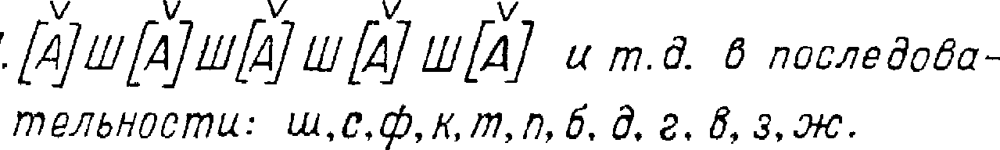 .[Ǎ]Ш[Ǎ]Ш[Ǎ]Ш[Ǎ]Ш[Ǎ] и т.д. в последова-
тельности: ш,с,ф,к,т,п,б,д,г,в,з,ж.